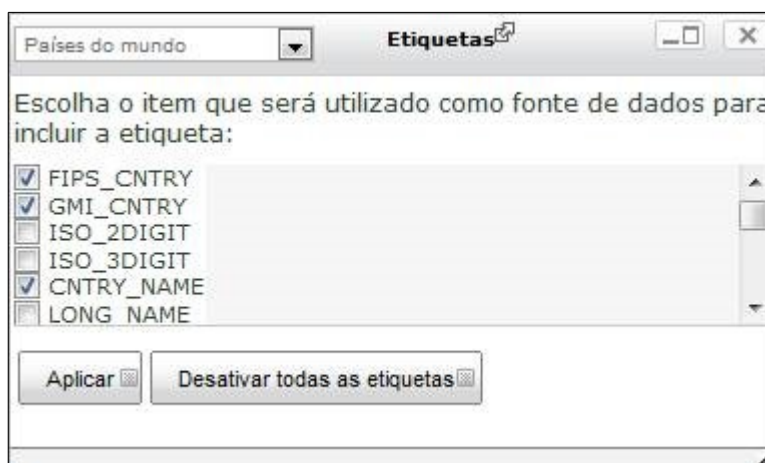 Países do mundo
Etiquetas
Escolha o item que será utilizado como fonte de dados para
incluir a etiqueta:
FIPS_CNTRY
GMI_CNTRY
ISO_2DIGIT
ISO_3DIGIT
CNTRY_NAME
LONG_NAME
Aplicar
Desativar todas as etiquetas